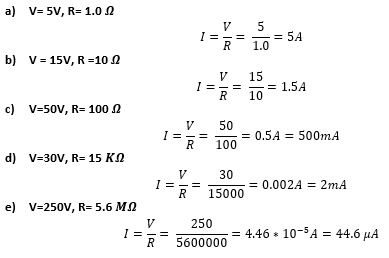 a) V= 5V, R= 1.0 Ω
I = V/R = 5/1.0 = 5A
b) V = 15V, R =10 Ω
I = V/R = 15/10 = 1.5A
c) V=50V, R= 100 Ω
I = V/R = 50/100 = 0.5A = 500mA
d) V=30V, R= 15 KΩ
I = V/R = 30/15000 = 0.002A = 2mA
e) V=250V, R= 5.6 MΩ
I = V/R = 250/5600000 = 4.46 * 10⁻⁵A = 44.6 μA